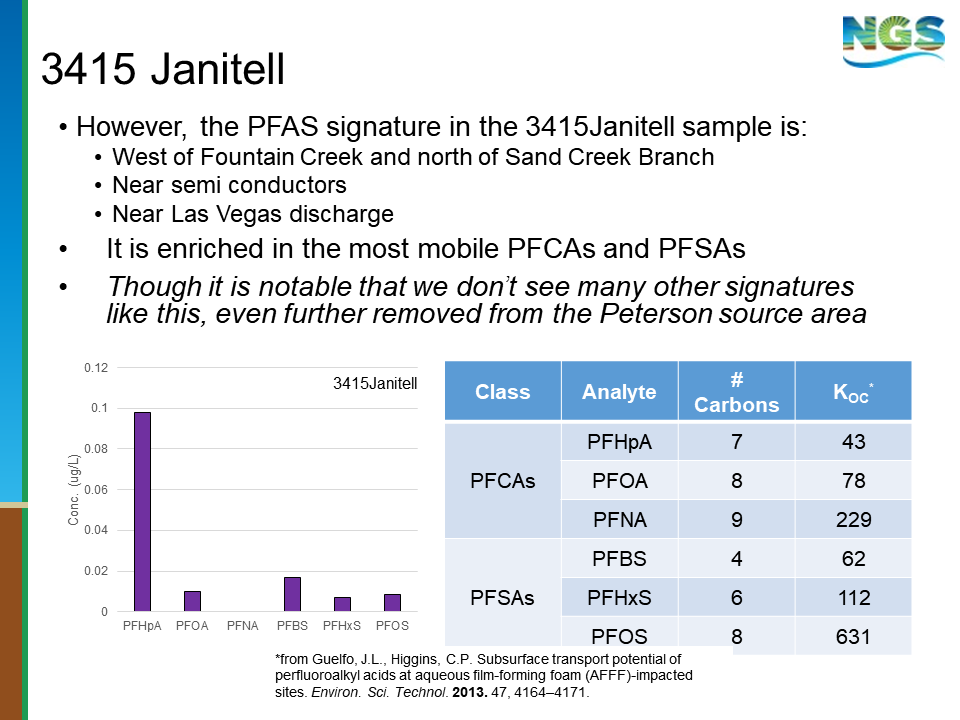 NGS
3415 Janitell
• However, the PFAS signature in the 3415Janitell sample is:
• West of Fountain Creek and north of Sand Creek Branch
• Near semi conductors
• Near Las Vegas discharge
• It is enriched in the most mobile PFCAs and PFSAs
• Though it is notable that we don’t see many other signatures
like this, even further removed from the Peterson source area
3415Janitell
Conc. (ug/L)
0.12
0.1
0.08
0.06
0.04
0.02
0
PFHpA PFOA PFNA PFBS PFHxS PFOS
Class Analyte # Carbons KOC*
PFCAs
PFHpA 7 43
PFOA 8 78
PFNA 9 229
PFSAs
PFBS 4 62
PFHxS 6 112
PFOS 8 631
*from Guelfo, J.L., Higgins, C.P. Subsurface transport potential of
perfluoroalkyl acids at aqueous film-forming foam (AFFF)-impacted
sites. Environ. Sci. Technol. 2013. 47, 4164–4171.